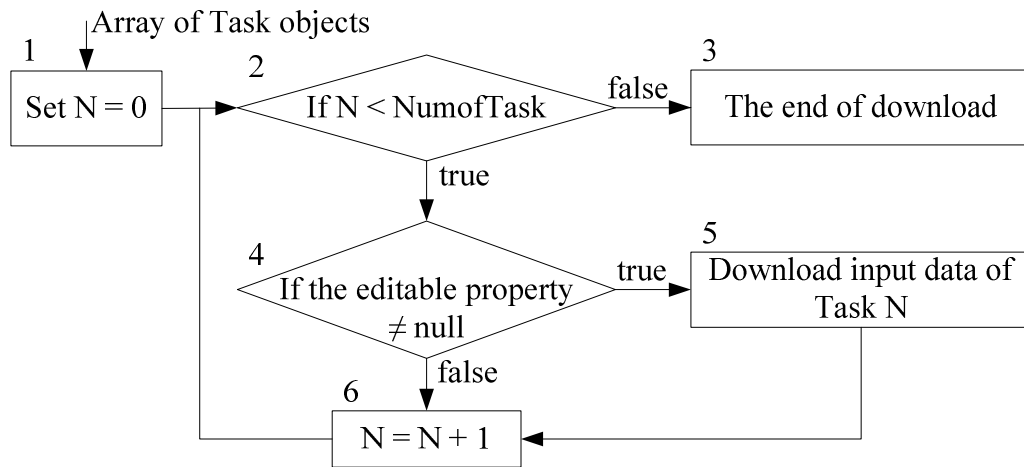 Array of Task objects
1
2
3
Set N = 0
If N < NumofTask
false
The end of download
true
4
5
If the editable property
≠ null
true
Download input data of
Task N
false
6
N = N + 1